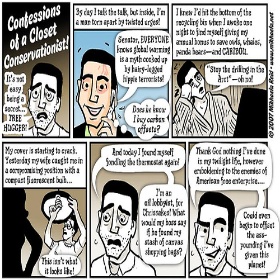 Confessions
of a Closet
Conservationist!
It's not
easy
being a
secret...
TREE
HUGGER!
By day I talk the talk, but inside, I'm
a man torn apart by twisted urges!
Senator, EVERYONE
knows global warming
is a myth cooked up
by hairy-legged
hippie terrorists!
Does he know
I buy carbon
offsets?
I knew I'd hit the bottom of the
recycling bin when I awoke one
night to find myself giving my
annual bonus to save owls, whales,
panda bears—and CARIBOU.
"Stop the drilling in the
Arctic"—oh no!
My cover is starting to crack.
Yesterday my wife caught me in
a compromising position with a
compact fluorescent bulb...
This isn't what
it looks like!
And today I found myself
fondling the thermostat again!
I'm an
oil lobbyist, for
Chrissakes! What
would my boss say
if he found my
stash of canvas
shopping bags?
Thank God nothing I've done in
my twilight life, however
emboldening to the enemies of
American free enterprise...
Could even
begin to offset
the ass-
pounding I've
given this
planet!